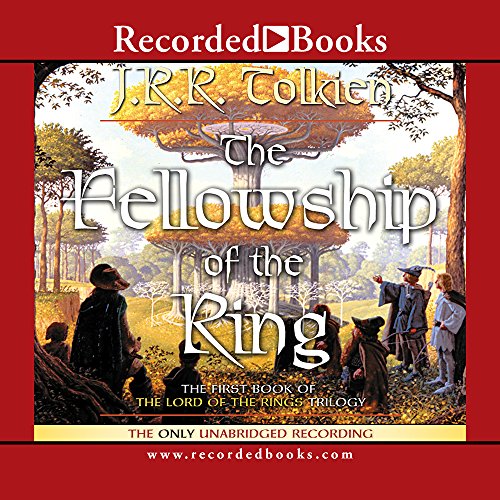 Recorded Books
J.R.R. Tolkien
The
Fellowship
of the
Ring
THE FIRST BOOK OF
THE LORD OF THE RINGS TRILOGY
THE ONLY UNABRIDGED RECORDING
www.recordedbooks.com